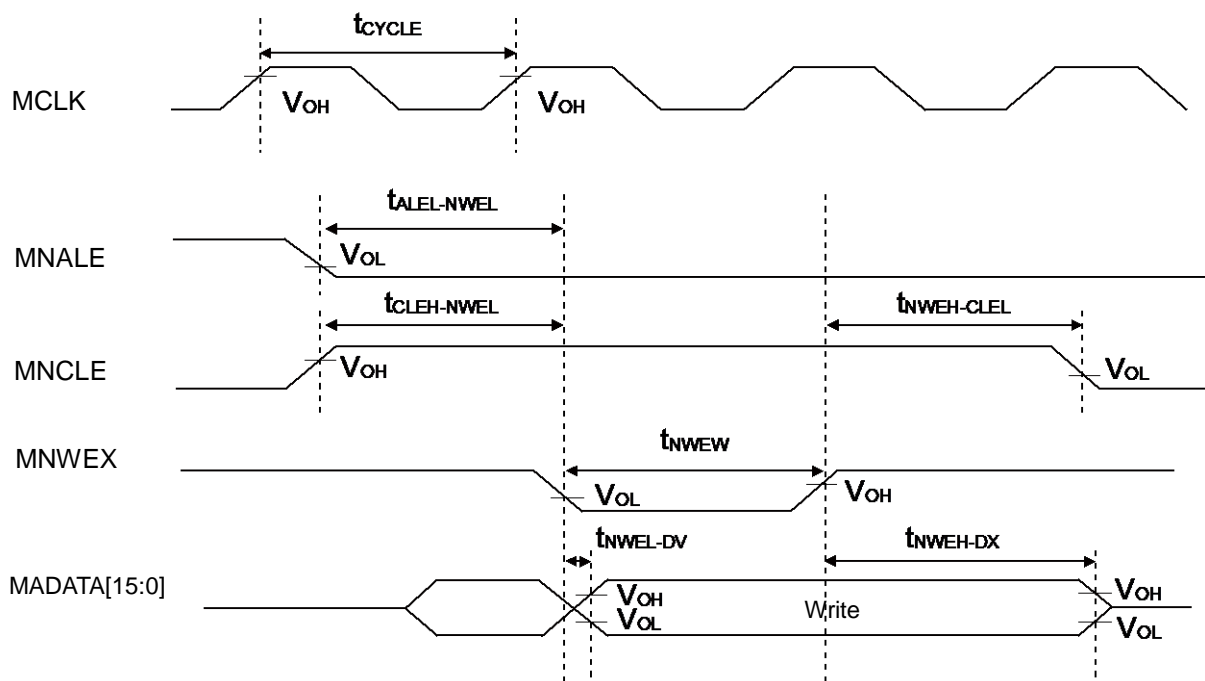 tCYCLE
MCLK
VOH VOH
tALEL-NWEL
MNALE
VOL
tCLEH-NWEL tNWEH-CLEL
MNCLE
VOH VOL
tNWEW
MNWEX
VOL VOH
tNWEL-DV tNWEH-DX
MADATA[15:0]
VOH Write VOH
VOL VOL